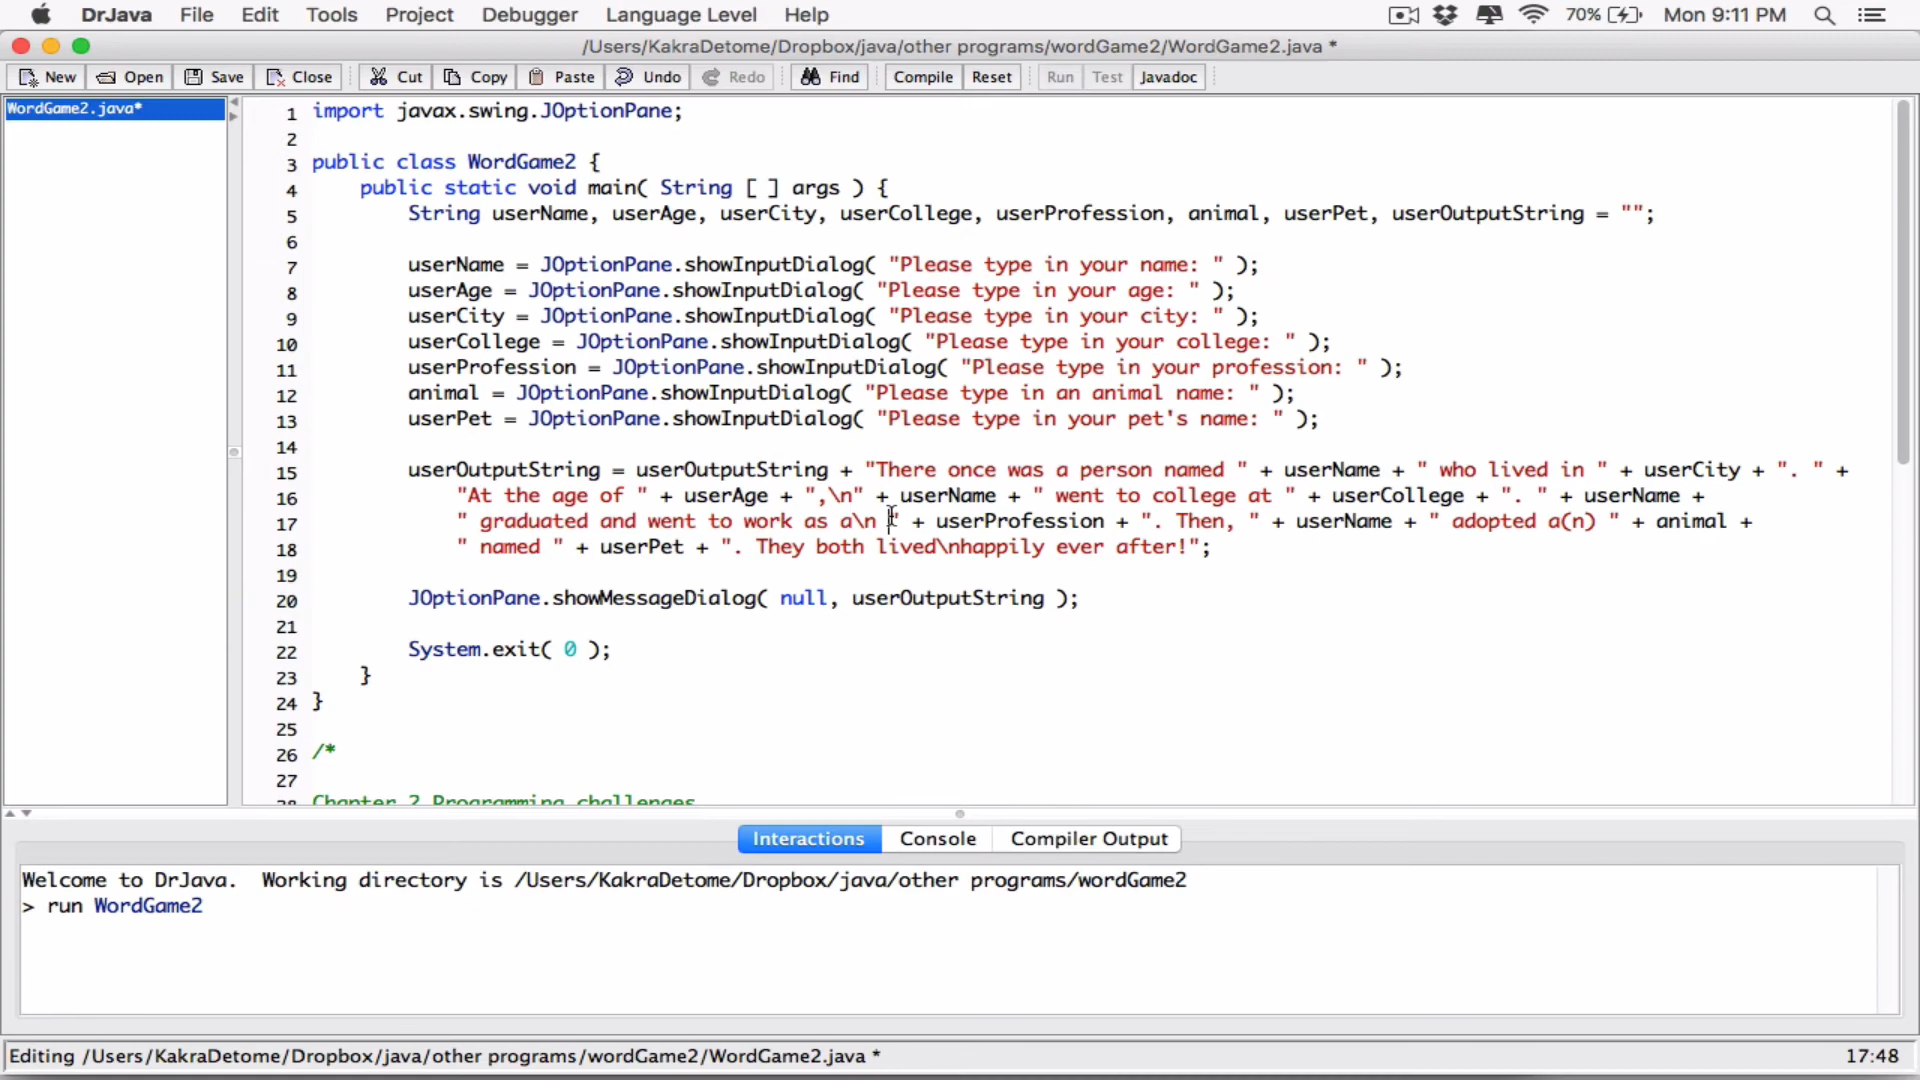 DrJava File Edit Tools Project Debugger Language Level Help 70% Mon 9:11 PM
/Users/KakraDetome/Dropbox/java/other programs/wordGame2/WordGame2.java *
New Open Save Close Cut Copy Paste Undo Redo Find Compile Reset Run Test Javadoc
WordGame2.java*
1 import javax.swing.JOptionPane;
2
3 public class WordGame2 {
4 public static void main( String [ ] args ) {
5 String userName, userAge, userCity, userCollege, userProfession, animal, userPet, userOutputString = "";
6
7 userName = JOptionPane.showInputDialog( "Please type in your name: " );
8 userAge = JOptionPane.showInputDialog( "Please type in your age: " );
9 userCity = JOptionPane.showInputDialog( "Please type in your city: " );
10 userCollege = JOptionPane.showInputDialog( "Please type in your college: " );
11 userProfession = JOptionPane.showInputDialog( "Please type in your profession: " );
12 animal = JOptionPane.showInputDialog( "Please type in an animal name: " );
13 userPet = JOptionPane.showInputDialog( "Please type in your pet's name: " );
14
15 userOutputString = userOutputString + "There once was a person named " + userName + " who lived in " + userCity + ". " +
16 "At the age of " + userAge + ",\n" + userName + " went to college at " + userCollege + ". " + userName +
17 " graduated and went to work as a\n " + userProfession + ". Then, " + userName + " adopted a(n) " + animal +
18 " named " + userPet + ". They both lived\nhappily ever after!";
19
20 JOptionPane.showMessageDialog( null, userOutputString );
21
22 System.exit( 0 );
23 }
24 }
25
26 /*
27
28 Chapter 2 Programming challenges
Interactions Console Compiler Output
Welcome to DrJava. Working directory is /Users/KakraDetome/Dropbox/java/other programs/wordGame2
> run WordGame2
Editing /Users/KakraDetome/Dropbox/java/other programs/wordGame2/WordGame2.java * 17:48